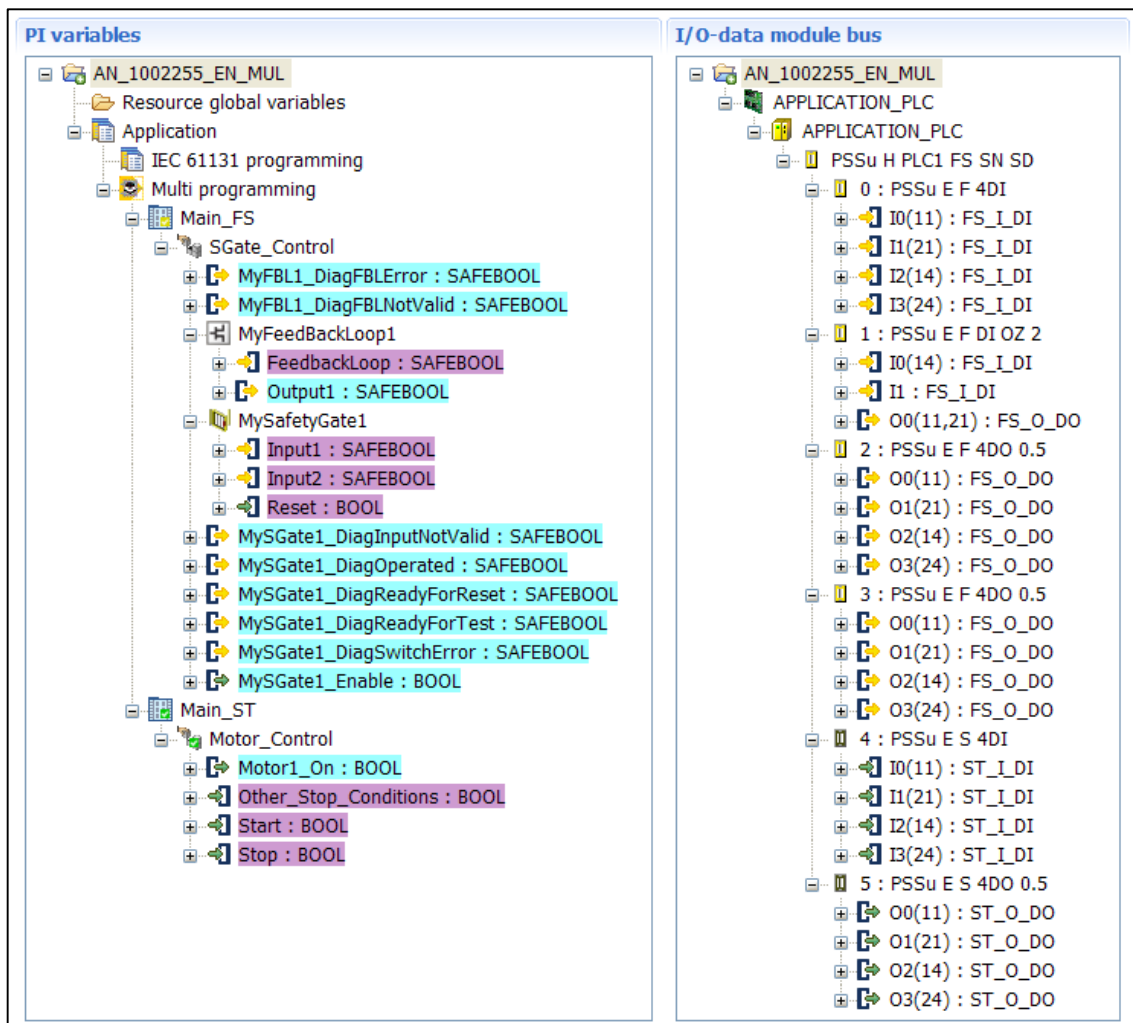 PI variables
AN_1002255_EN_MUL
Resource global variables
Application
IEC 61131 programming
Multi programming
Main_FS
SGate_Control
MyFBL1_DiagFBLError : SAFEBOOL
MyFBL1_DiagFBLNotValid : SAFEBOOL
MyFeedBackLoop1
FeedbackLoop : SAFEBOOL
Output1 : SAFEBOOL
MySafetyGate1
Input1 : SAFEBOOL
Input2 : SAFEBOOL
Reset : BOOL
MySGate1_DiagInputNotValid : SAFEBOOL
MySGate1_DiagOperated : SAFEBOOL
MySGate1_DiagReadyForReset : SAFEBOOL
MySGate1_DiagReadyForTest : SAFEBOOL
MySGate1_DiagSwitchError : SAFEBOOL
MySGate1_Enable : BOOL
Main_ST
Motor_Control
Motor1_On : BOOL
Other_Stop_Conditions : BOOL
Start : BOOL
Stop : BOOL
I/O-data module bus
AN_1002255_EN_MUL
APPLICATION_PLC
APPLICATION_PLC
PSSu H PLC1 FS SN SD
0 : PSSu E F 4DI
I0(11) : FS_I_DI
I1(21) : FS_I_DI
I2(14) : FS_I_DI
I3(24) : FS_I_DI
1 : PSSu E F DI OZ 2
I0(14) : FS_I_DI
I1 : FS_I_DI
O0(11,21) : FS_O_DO
2 : PSSu E F 4DO 0.5
O0(11) : FS_O_DO
O1(21) : FS_O_DO
O2(14) : FS_O_DO
O3(24) : FS_O_DO
3 : PSSu E F 4DO 0.5
O0(11) : FS_O_DO
O1(21) : FS_O_DO
O2(14) : FS_O_DO
O3(24) : FS_O_DO
4 : PSSu E S 4DI
I0(11) : ST_I_DI
I1(21) : ST_I_DI
I2(14) : ST_I_DI
I3(24) : ST_I_DI
5 : PSSu E S 4DO 0.5
O0(11) : ST_O_DO
O1(21) : ST_O_DO
O2(14) : ST_O_DO
O3(24) : ST_O_DO